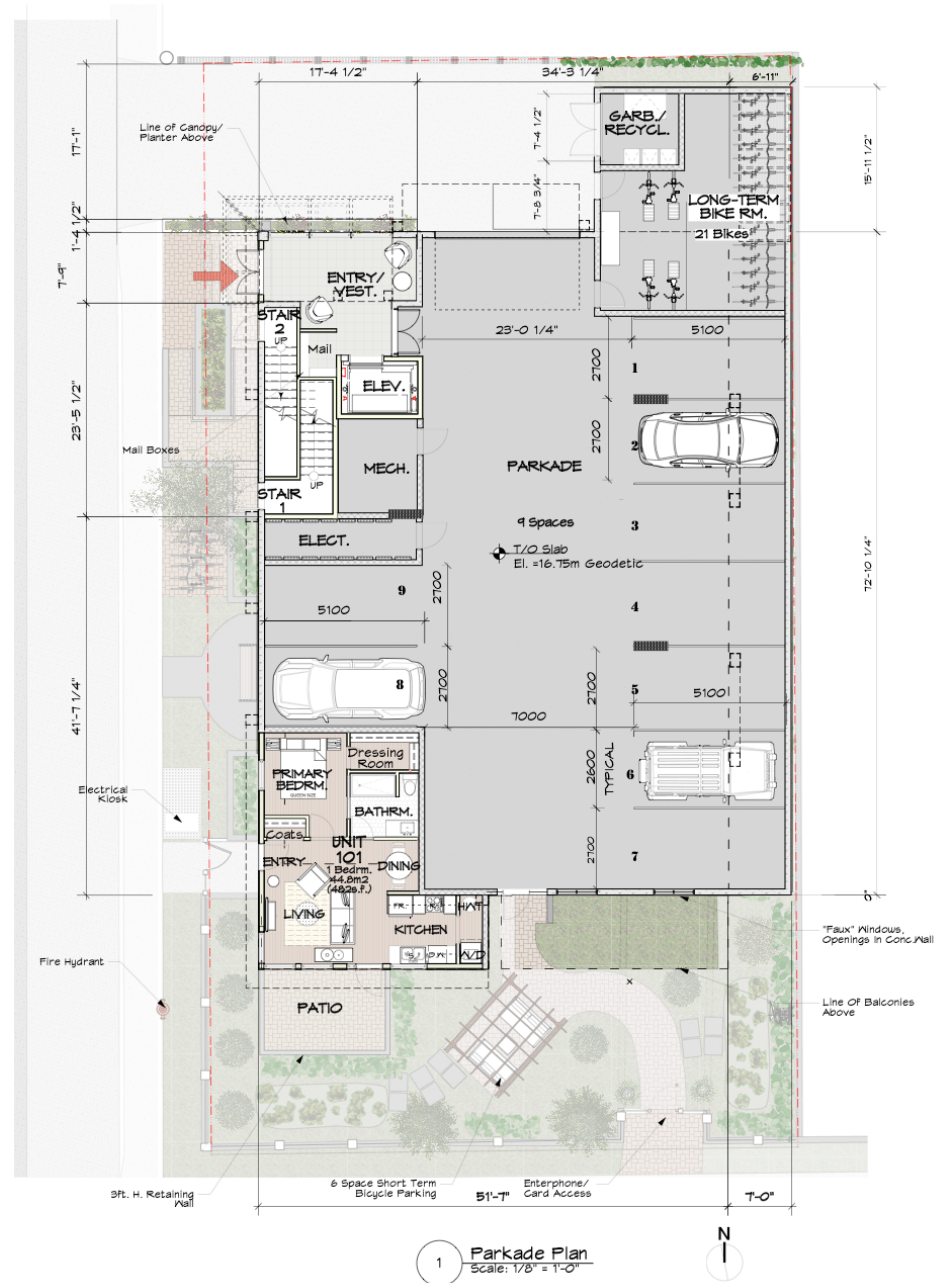 17'-4 1/2"
34'-3 1/4"
6'-11"
17'-1"
Line of Canopy/
Planter Above
7'-4 1/2"
GARB./
RECYCL.
15'-11 1/2"
7'-8 3/4"
LONG-TERM
BIKE RM.
21 Bikes
1'-4 1/2"
7'-9"
ENTRY/
VEST.
STAIR
2
UP
Mail
23'-0 1/4"
5100
2700
1
ELEV.
23'-5 1/2"
2700
2
Mail Boxes
MECH.
PARKADE
UP
STAIR
1
9 Spaces
3
ELECT.
T/O Slab
El. =16.75m Geodetic
72'-10 1/4"
9
2700
5100
4
8
2700
2700
5
5100
41'-7 1/4"
7000
Dressing
Room
PRIMARY
BEDRM.
QUEEN SIZE
2600
TYPICAL
6
Electrical
Kiosk
BATHRM.
Coats
UNIT
101
1 Bedrm.
44.8m2
(482s.f.)
ENTRY
DINING
2700
7
LIVING
FR.
HWT
KITCHEN
D.W.
W/D
0"
"Faux" Windows,
Openings in Conc.Wall
Fire Hydrant
PATIO
Line Of Balconies
Above
3ft. H. Retaining
Wall
6 Space Short Term
Bicycle Parking
Enterphone/
Card Access
51'-7"
7'-0"
N
1
Parkade Plan
Scale: 1/8" = 1'-0"